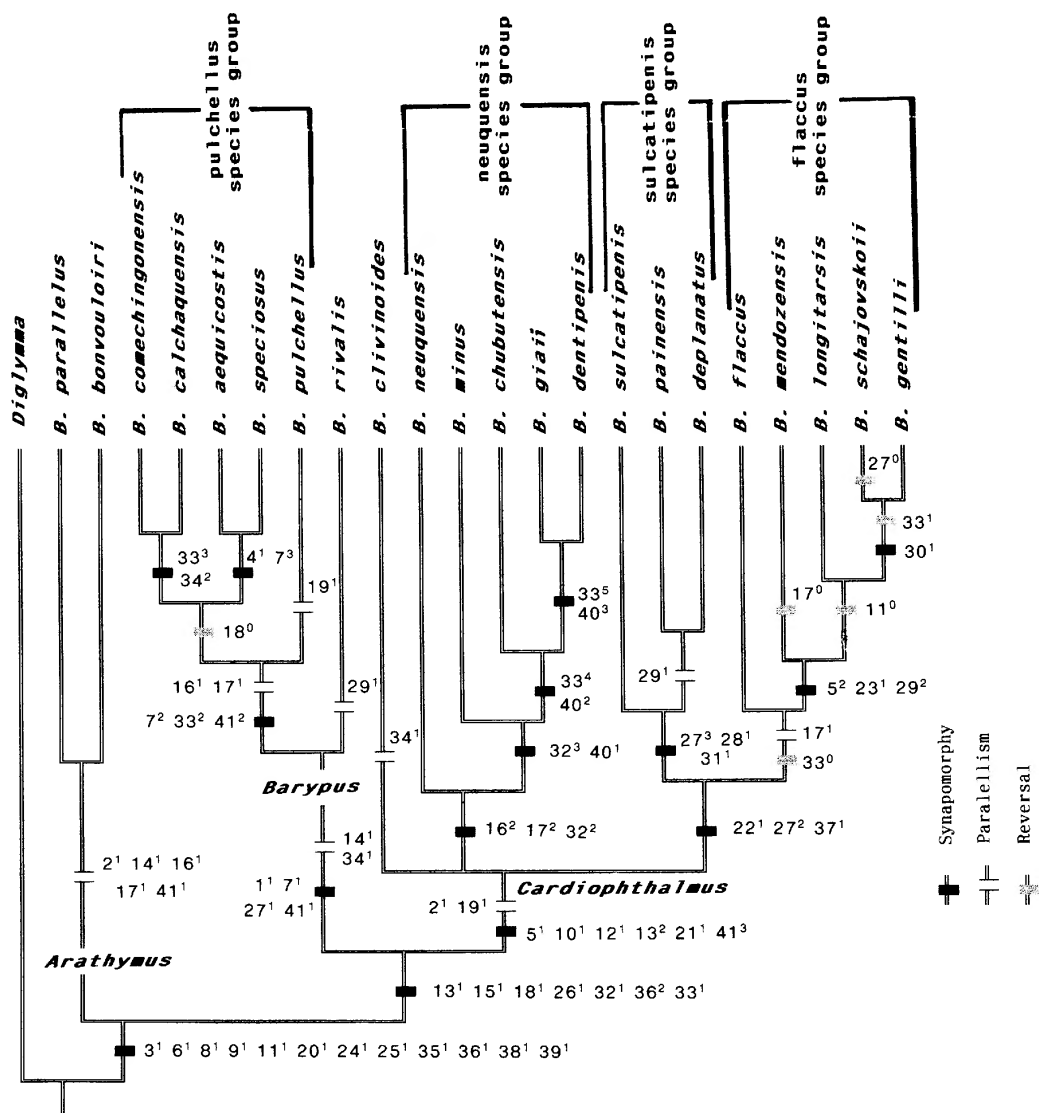 pulchellus
species group
neuquensis
species group
sulcatipenis
species group
flaccus
species group
Diglymma
B. parallelus
B. bonvouloiri
B. comechingonensis
B. calchaquensis
B. aequicostis
B. speciosus
B. pulchellus
B. rivalis
B. clivinoides
B. neuquensis
B. minus
B. chubutensis
B. giaii
B. dentipenis
B. sulcatipenis
B. painensis
B. deplanatus
B. flaccus
B. mendozensis
B. longitarsis
B. schajovskoii
B. gentilli
27⁰
33¹
30¹
33³
34²
4¹ 7³
19¹
17⁰
11⁰
33⁵
40³
18⁰
16¹ 17¹
7² 33² 41²
29¹
34¹
33⁴
40²
29¹
5² 23¹ 29²
32³ 40¹
27³ 28¹
31¹
17¹
33⁰
Barypus
16² 17² 32²
22¹ 27² 37¹
14¹
34¹
1¹ 7¹
27¹ 41¹
2¹ 14¹ 16¹
17¹ 41¹
Cardiophthalmus
2¹ 19¹
5¹ 10¹ 12¹ 13² 21¹ 41³
Arathymus
13¹ 15¹ 18¹ 26¹ 32¹ 36² 33¹
3¹ 6¹ 8¹ 9¹ 11¹ 20¹ 24¹ 25¹ 35¹ 36¹ 38¹ 39¹
Synapomorphy
Paralellism
Reversal